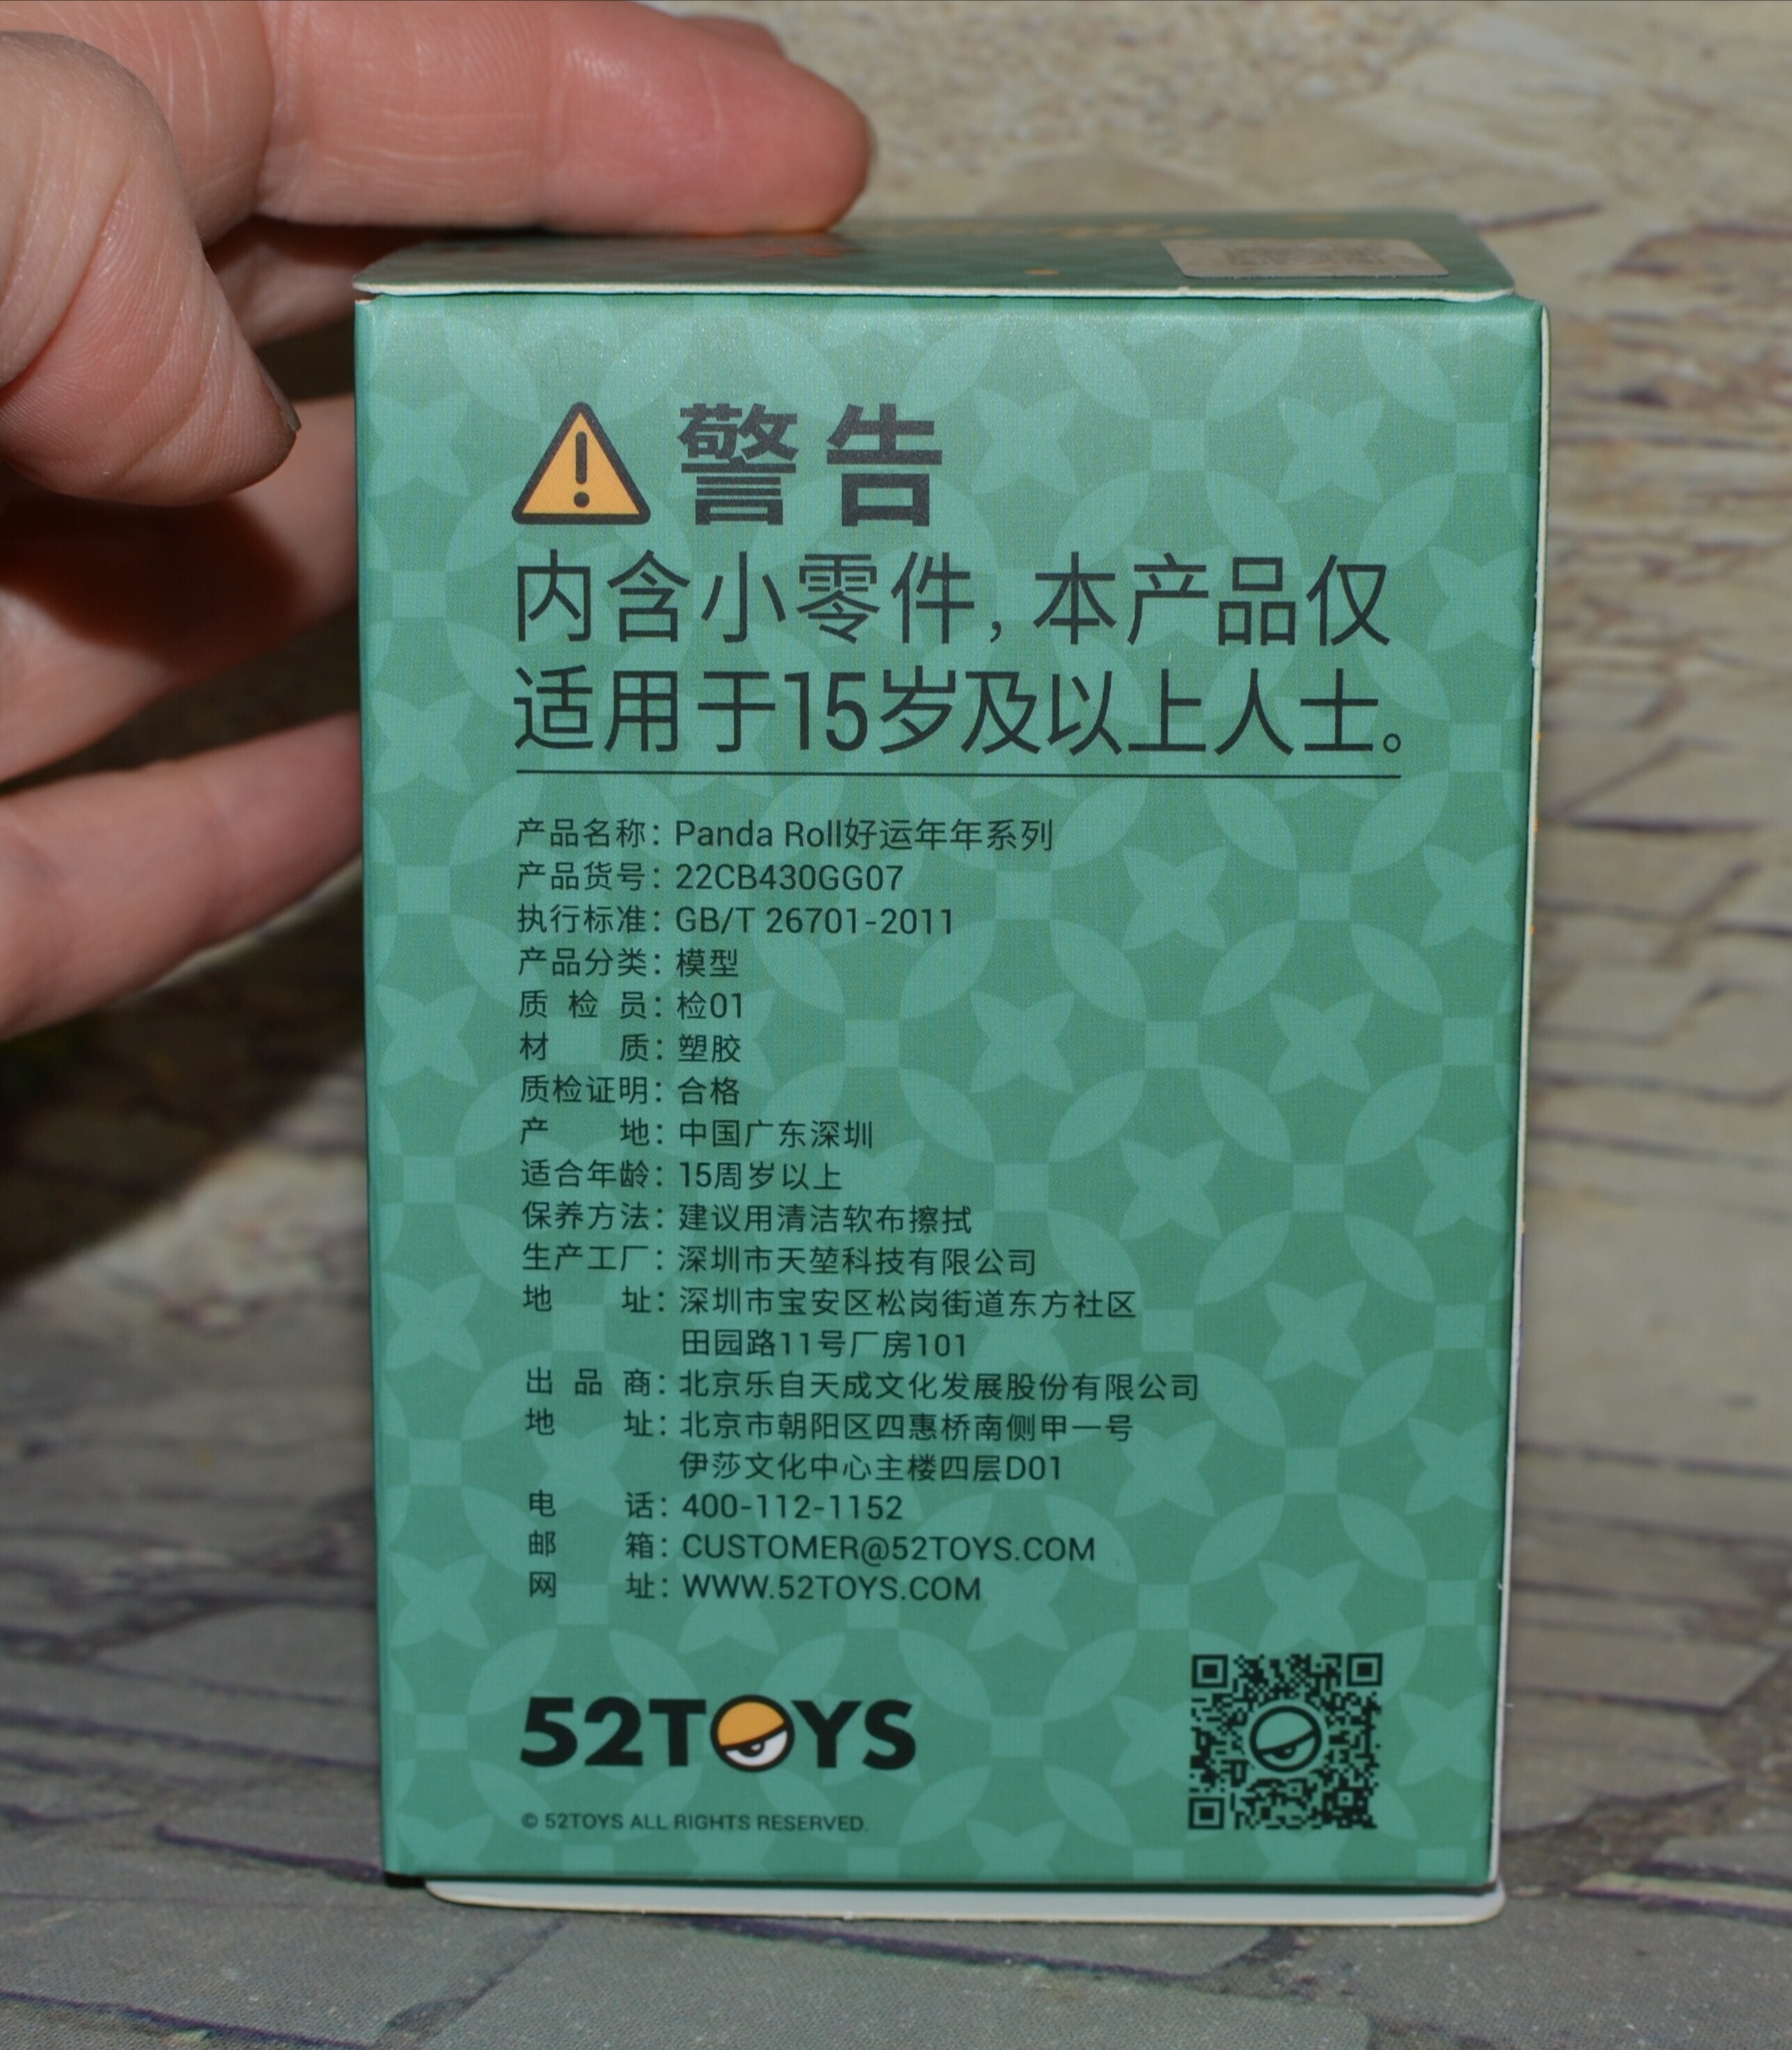 警告
内含小零件，本产品仅
适用于15岁及以上人士。
产品名称：Panda Roll好运年年系列
产品货号：22CB430GG07
执行标准：GB/T 26701-2011
产品分类：模型
质检员：检01
材质：塑胶
质检证明：合格
产地：中国广东深圳
适合年龄：15周岁以上
保养方法：建议用清洁软布擦拭
生产工厂：深圳市天堃科技有限公司
地址：深圳市宝安区松岗街道东方社区
田园路11号厂房101
出品商：北京乐自天成文化发展股份有限公司
地址：北京市朝阳区四惠桥南侧甲一号
伊莎文化中心主楼四层D01
电话：400-112-1152
邮箱：CUSTOMER@52TOYS.COM
网址：WWW.52TOYS.COM
52TOYS
© 52TOYS ALL RIGHTS RESERVED.